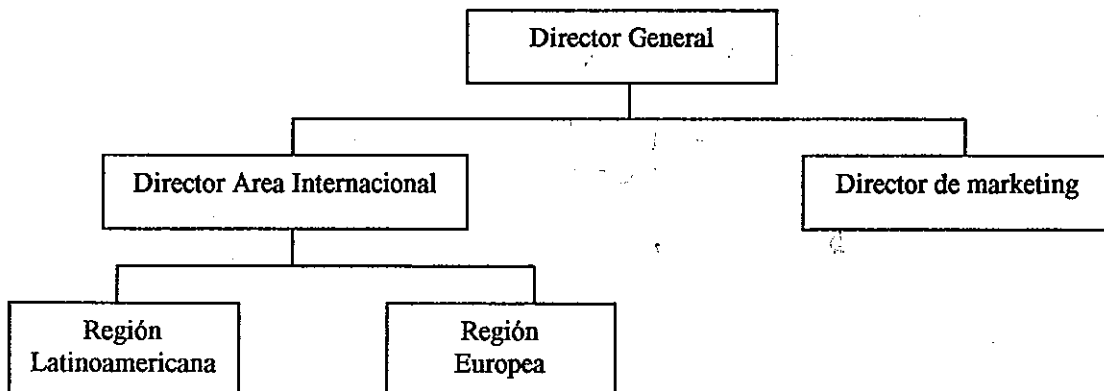 Director General
Director Area Internacional
Director de marketing
Región
Latinoamericana
Región
Europea